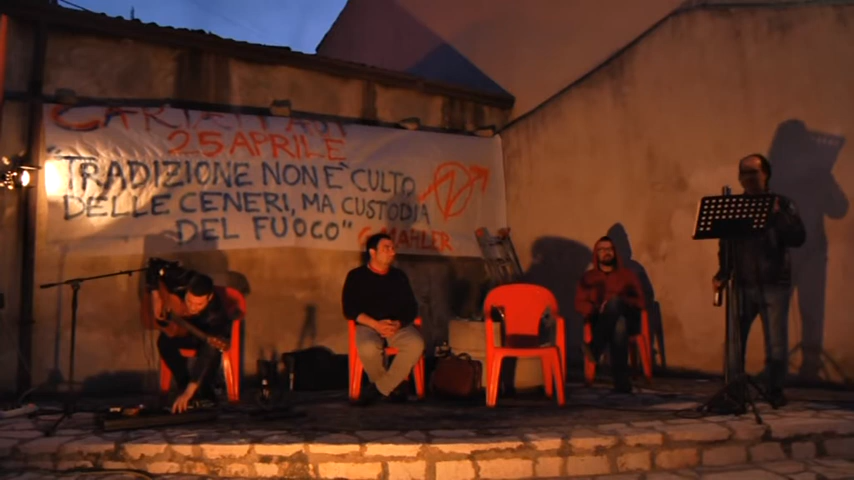 25 APRILE
"TRADIZIONE NON È CULTO
DELLE CENERI, MA CUSTODIA
DEL FUOCO" G. MAHLER